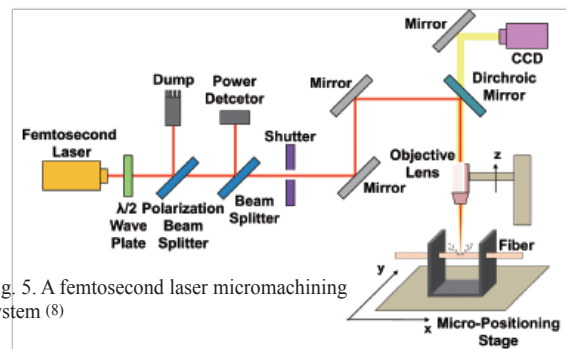 Mirror
CCD
Dump
Power
Detcetor
Mirror
Dirchroic
Mirror
Femtosecond
Laser
Shutter
Objective
Lens
z
Mirror
λ/2
Wave
Plate
Polarization
Beam
Splitter
Beam
Splitter
Fiber
y
x
Micro-Positioning
Stage
g. 5. A femtosecond laser micromachining
ystem (8)